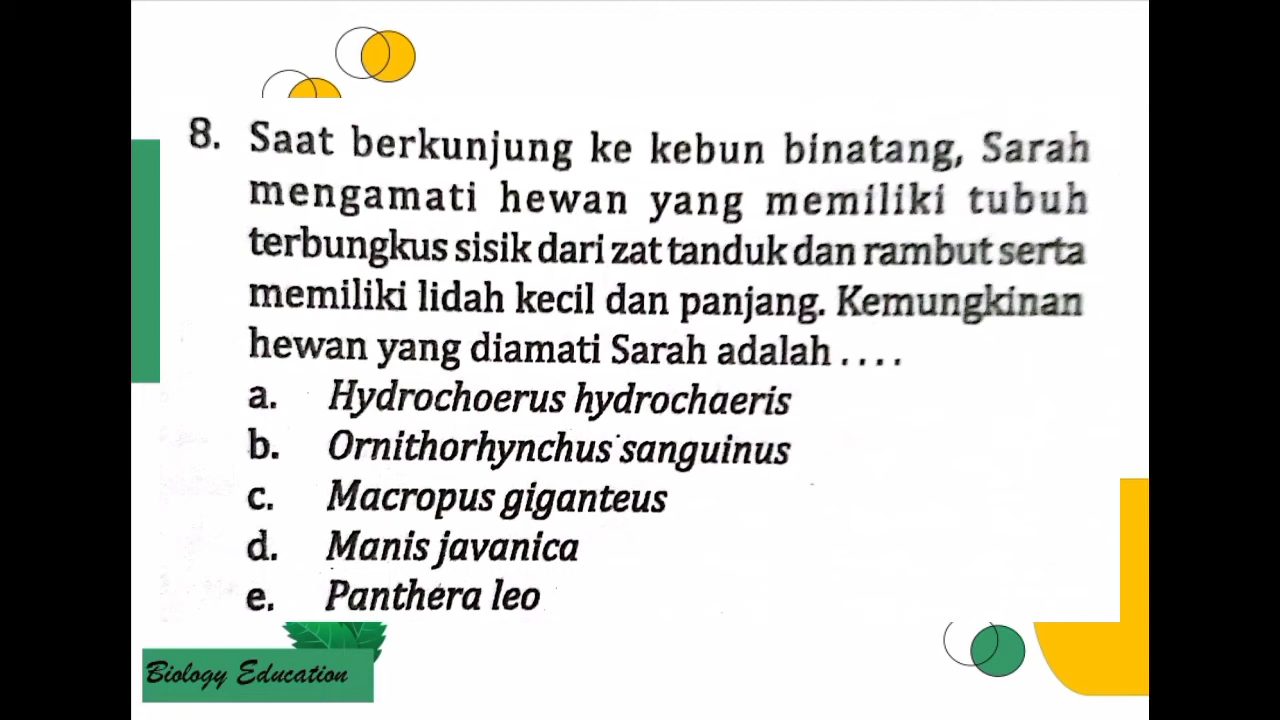 8. Saat berkunjung ke kebun binatang, Sarah
mengamati hewan yang memiliki tubuh
terbungkus sisik dari zat tanduk dan rambut serta
memiliki lidah kecil dan panjang. Kemungkinan
hewan yang diamati Sarah adalah . . . .
a. Hydrochoerus hydrochaeris
b. Ornithorhynchus sanguinus
c. Macropus giganteus
d. Manis javanica
e. Panthera leo
Biology Education